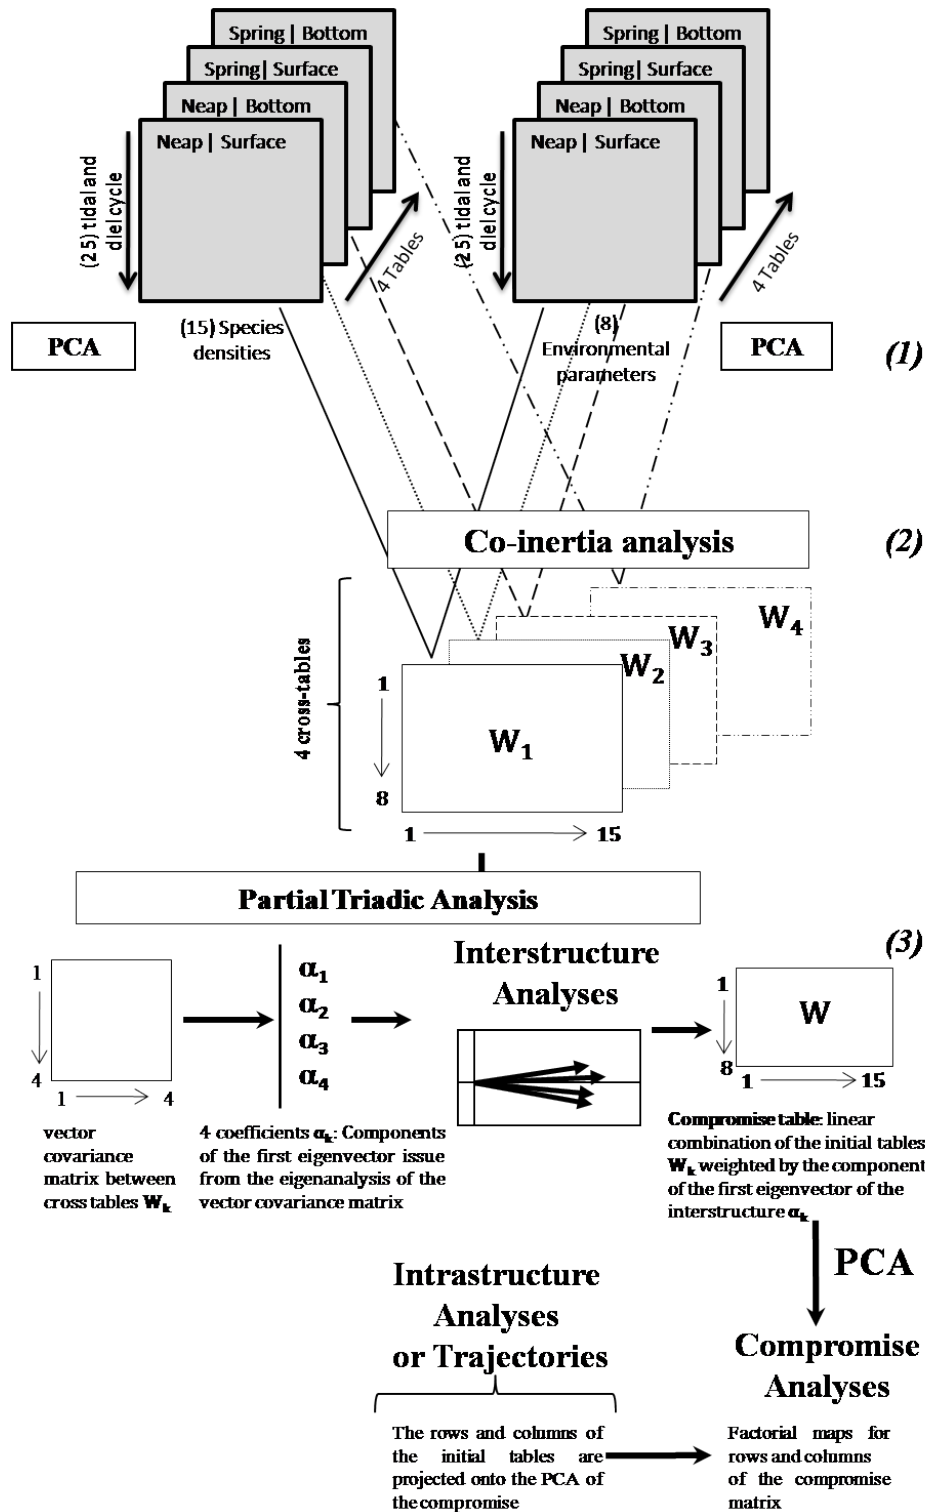 Spring | Bottom
Spring | Surface
Neap | Bottom
Neap | Surface
(25) tidal and
diel cycle
4 Tables
(15) Species
densities
PCA
Spring | Bottom
Spring | Surface
Neap | Bottom
Neap | Surface
(25) tidal and
diel cycle
4 Tables
(8)
Environmental
parameters
PCA
(1)
Co-inertia analysis
(2)
4 cross-tables
W4
W3
W2
W1
1
8
1
15
Partial Triadic Analysis
(3)
1
4
1
4
vector
covariance
matrix between
cross tables Wk
α1
α2
α3
α4
4 coefficients αk: Components
of the first eigenvector issue
from the eigenanalysis of the
vector covariance matrix
Interstructure
Analyses
W
1
8
1
15
Compromise table: linear
combination of the initial tables
Wk weighted by the component
of the first eigenvector of the
interstructure αk
PCA
Intrastructure
Analyses
or Trajectories
The rows and columns of
the initial tables are
projected onto the PCA of
the compromise
Compromise
Analyses
Factorial maps for
rows and columns
of the compromise
matrix